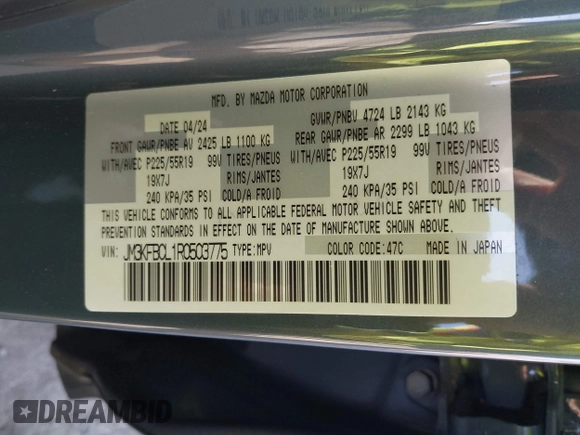 MFD. BY MAZDA MOTOR CORPORATION
DATE 04/24 GVWR/PNBV 4724 LB 2143 KG
FRONT GAWR/PNBE AV 2425 LB 1100 KG REAR GAWR/PNBE AR 2299 LB 1043 KG
WITH/AVEC P225/55R19 99V TIRES/PNEUS WITH/AVEC P225/55R19 99V TIRES/PNEUS
19X7J RIMS/JANTES 19X7J RIMS/JANTES
240 KPA/35 PSI COLD/A FROID 240 KPA/35 PSI COLD/A FROID
THIS VEHICLE CONFORMS TO ALL APPLICABLE FEDERAL MOTOR VEHICLE SAFETY AND THEFT
PREVENTION STANDARDS IN EFFECT ON THE DATE OF MANUFACTURE SHOWN ABOVE.
VIN: JM3KFBCL1R0503775 TYPE:MPV COLOR CODE:47C MADE IN JAPAN
DREAMBID